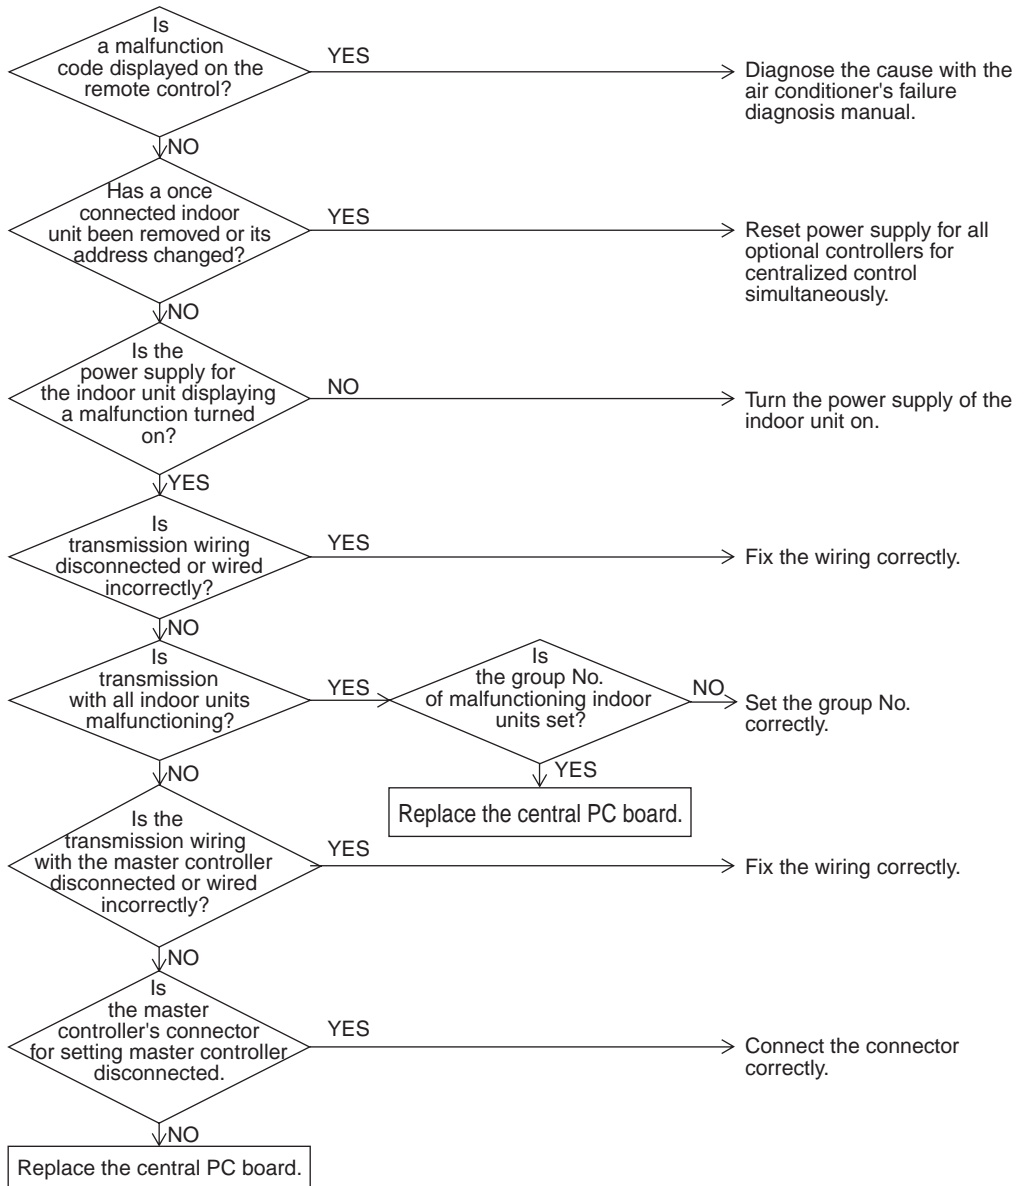 Is
a malfunction
code displayed on the
remote control?
YES
Diagnose the cause with the
air conditioner's failure
diagnosis manual.
NO
Has a once
connected indoor
unit been removed or its
address changed?
YES
Reset power supply for all
optional controllers for
centralized control
simultaneously.
NO
Is the
power supply for
the indoor unit displaying
a malfunction turned
on?
NO
Turn the power supply of the
indoor unit on.
YES
Is
transmission wiring
disconnected or wired
incorrectly?
YES
Fix the wiring correctly.
NO
Is
transmission
with all indoor units
malfunctioning?
YES
Is
the group No.
of malfunctioning indoor
units set?
NO
Set the group No.
correctly.
YES
Replace the central PC board.
NO
Is the
transmission wiring
with the master controller
disconnected or wired
incorrectly?
YES
Fix the wiring correctly.
NO
Is
the master
controller's connector
for setting master controller
disconnected.
YES
Connect the connector
correctly.
NO
Replace the central PC board.